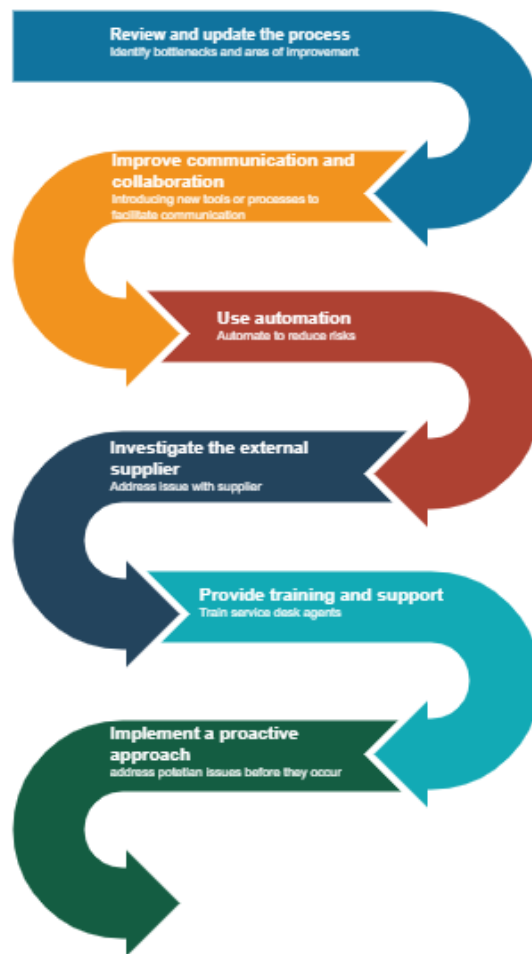 Review and update the process
Identify bottlenecks and ares of improvement
Improve communication and
collaboration
Introducing new tools or processes to
facilitate communication
Use automation
Automate to reduce risks
Investigate the external
supplier
Address issue with supplier
Provide training and support
Train service desk agents
Implement a proactive
approach
address potetian issues before they occur